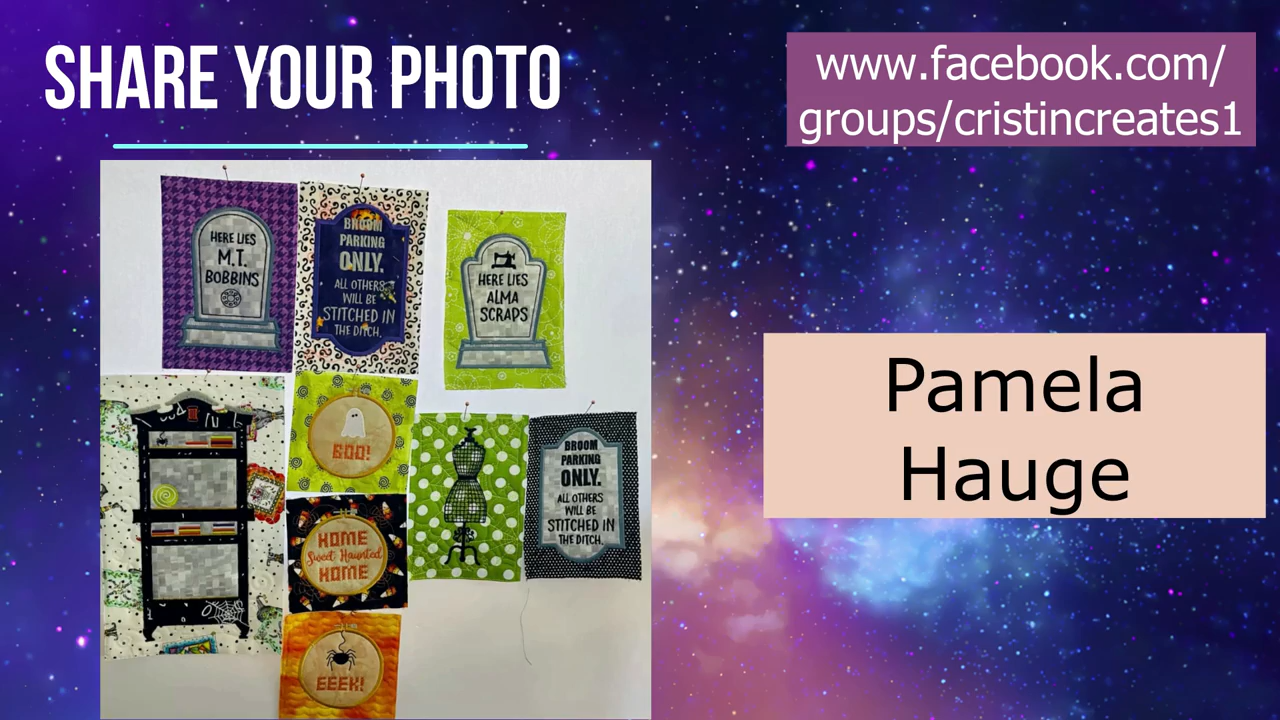 SHARE YOUR PHOTO
www.facebook.com/
groups/cristincreates1
HERE LIES
M.T.
BOBBINS
BROOM
PARKING
ONLY.
ALL OTHERS
WILL BE
STITCHED IN
THE DITCH.
HERE LIES
ALMA
SCRAPS
BOO!
HOME
Sweet Haunted
HOME
EEEK!
BROOM
PARKING
ONLY.
ALL OTHERS
WILL BE
STITCHED IN
THE DITCH.
Pamela
Hauge